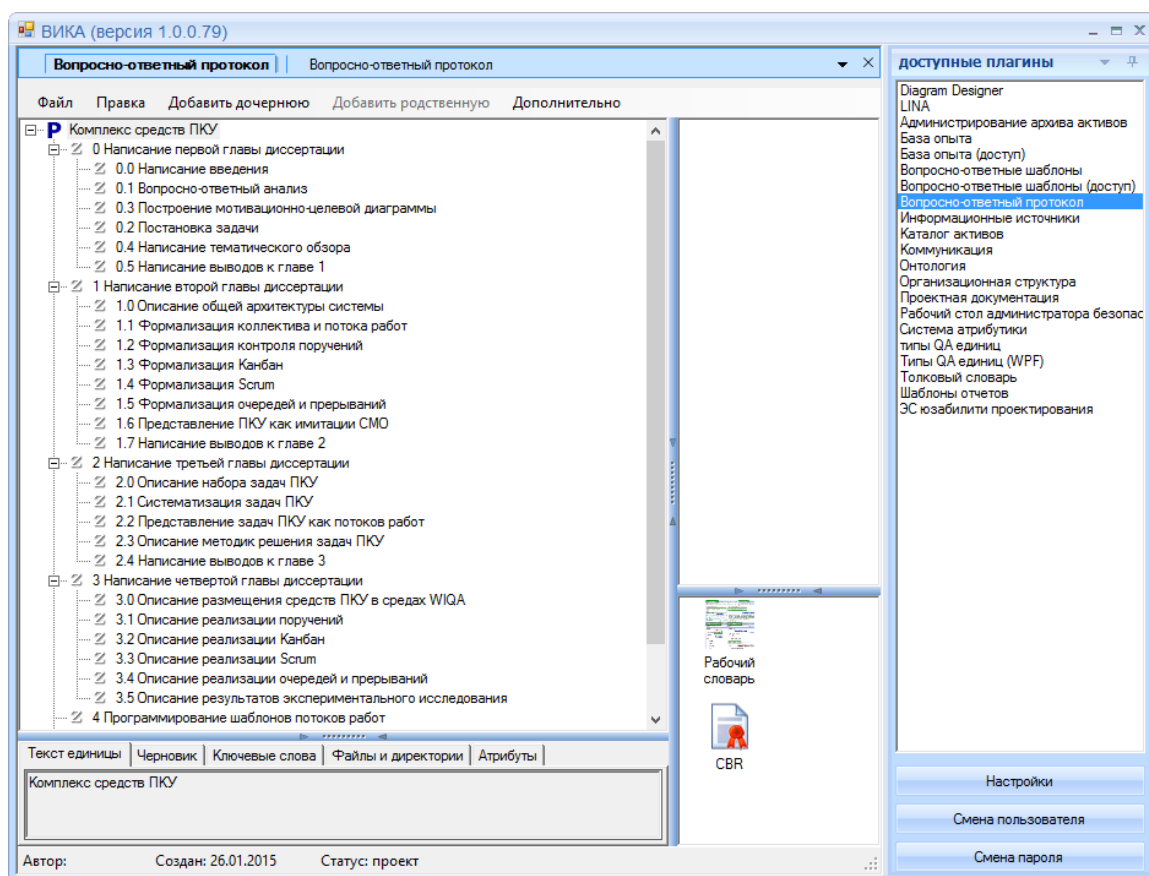 ВИКА (версия 1.0.0.79)
Вопросно-ответный протокол
Вопросно-ответный протокол
Файл Правка Добавить дочернюю Добавить родственную Дополнительно
P Комплекс средств ПКУ
Z 0 Написание первой главы диссертации
Z 0.0 Написание введения
Z 0.1 Вопросно-ответный анализ
Z 0.3 Построение мотивационно-целевой диаграммы
Z 0.2 Постановка задачи
Z 0.4 Написание тематического обзора
Z 0.5 Написание выводов к главе 1
Z 1 Написание второй главы диссертации
Z 1.0 Описание общей архитектуры системы
Z 1.1 Формализация коллектива и потока работ
Z 1.2 Формализация контроля поручений
Z 1.3 Формализация Канбан
Z 1.4 Формализация Scrum
Z 1.5 Формализация очередей и прерываний
Z 1.6 Представление ПКУ как имитации СМО
Z 1.7 Написание выводов к главе 2
Z 2 Написание третьей главы диссертации
Z 2.0 Описание набора задач ПКУ
Z 2.1 Систематизация задач ПКУ
Z 2.2 Представление задач ПКУ как потоков работ
Z 2.3 Описание методик решения задач ПКУ
Z 2.4 Написание выводов к главе 3
Z 3 Написание четвертой главы диссертации
Z 3.0 Описание размещения средств ПКУ в средах WIQA
Z 3.1 Описание реализации поручений
Z 3.2 Описание реализации Канбан
Z 3.3 Описание реализации Scrum
Z 3.4 Описание реализации очередей и прерываний
Z 3.5 Описание результатов экспериментального исследования
Z 4 Программирование шаблонов потоков работ
Рабочий
словарь
CBR
Текст единицы Черновик Ключевые слова Файлы и директории Атрибуты
Комплекс средств ПКУ
Автор: Создан: 26.01.2015 Статус: проект
доступные плагины
Diagram Designer
LINA
Администрирование архива активов
База опыта
База опыта (доступ)
Вопросно-ответные шаблоны
Вопросно-ответные шаблоны (доступ)
Вопросно-ответный протокол
Информационные источники
Каталог активов
Коммуникация
Онтология
Организационная структура
Проектная документация
Рабочий стол администратора безопас
Система атрибутики
типы QA единиц
Типы QA единиц (WPF)
Толковый словарь
Шаблоны отчетов
ЭС юзабилити проектирования
Настройки
Смена пользователя
Смена пароля